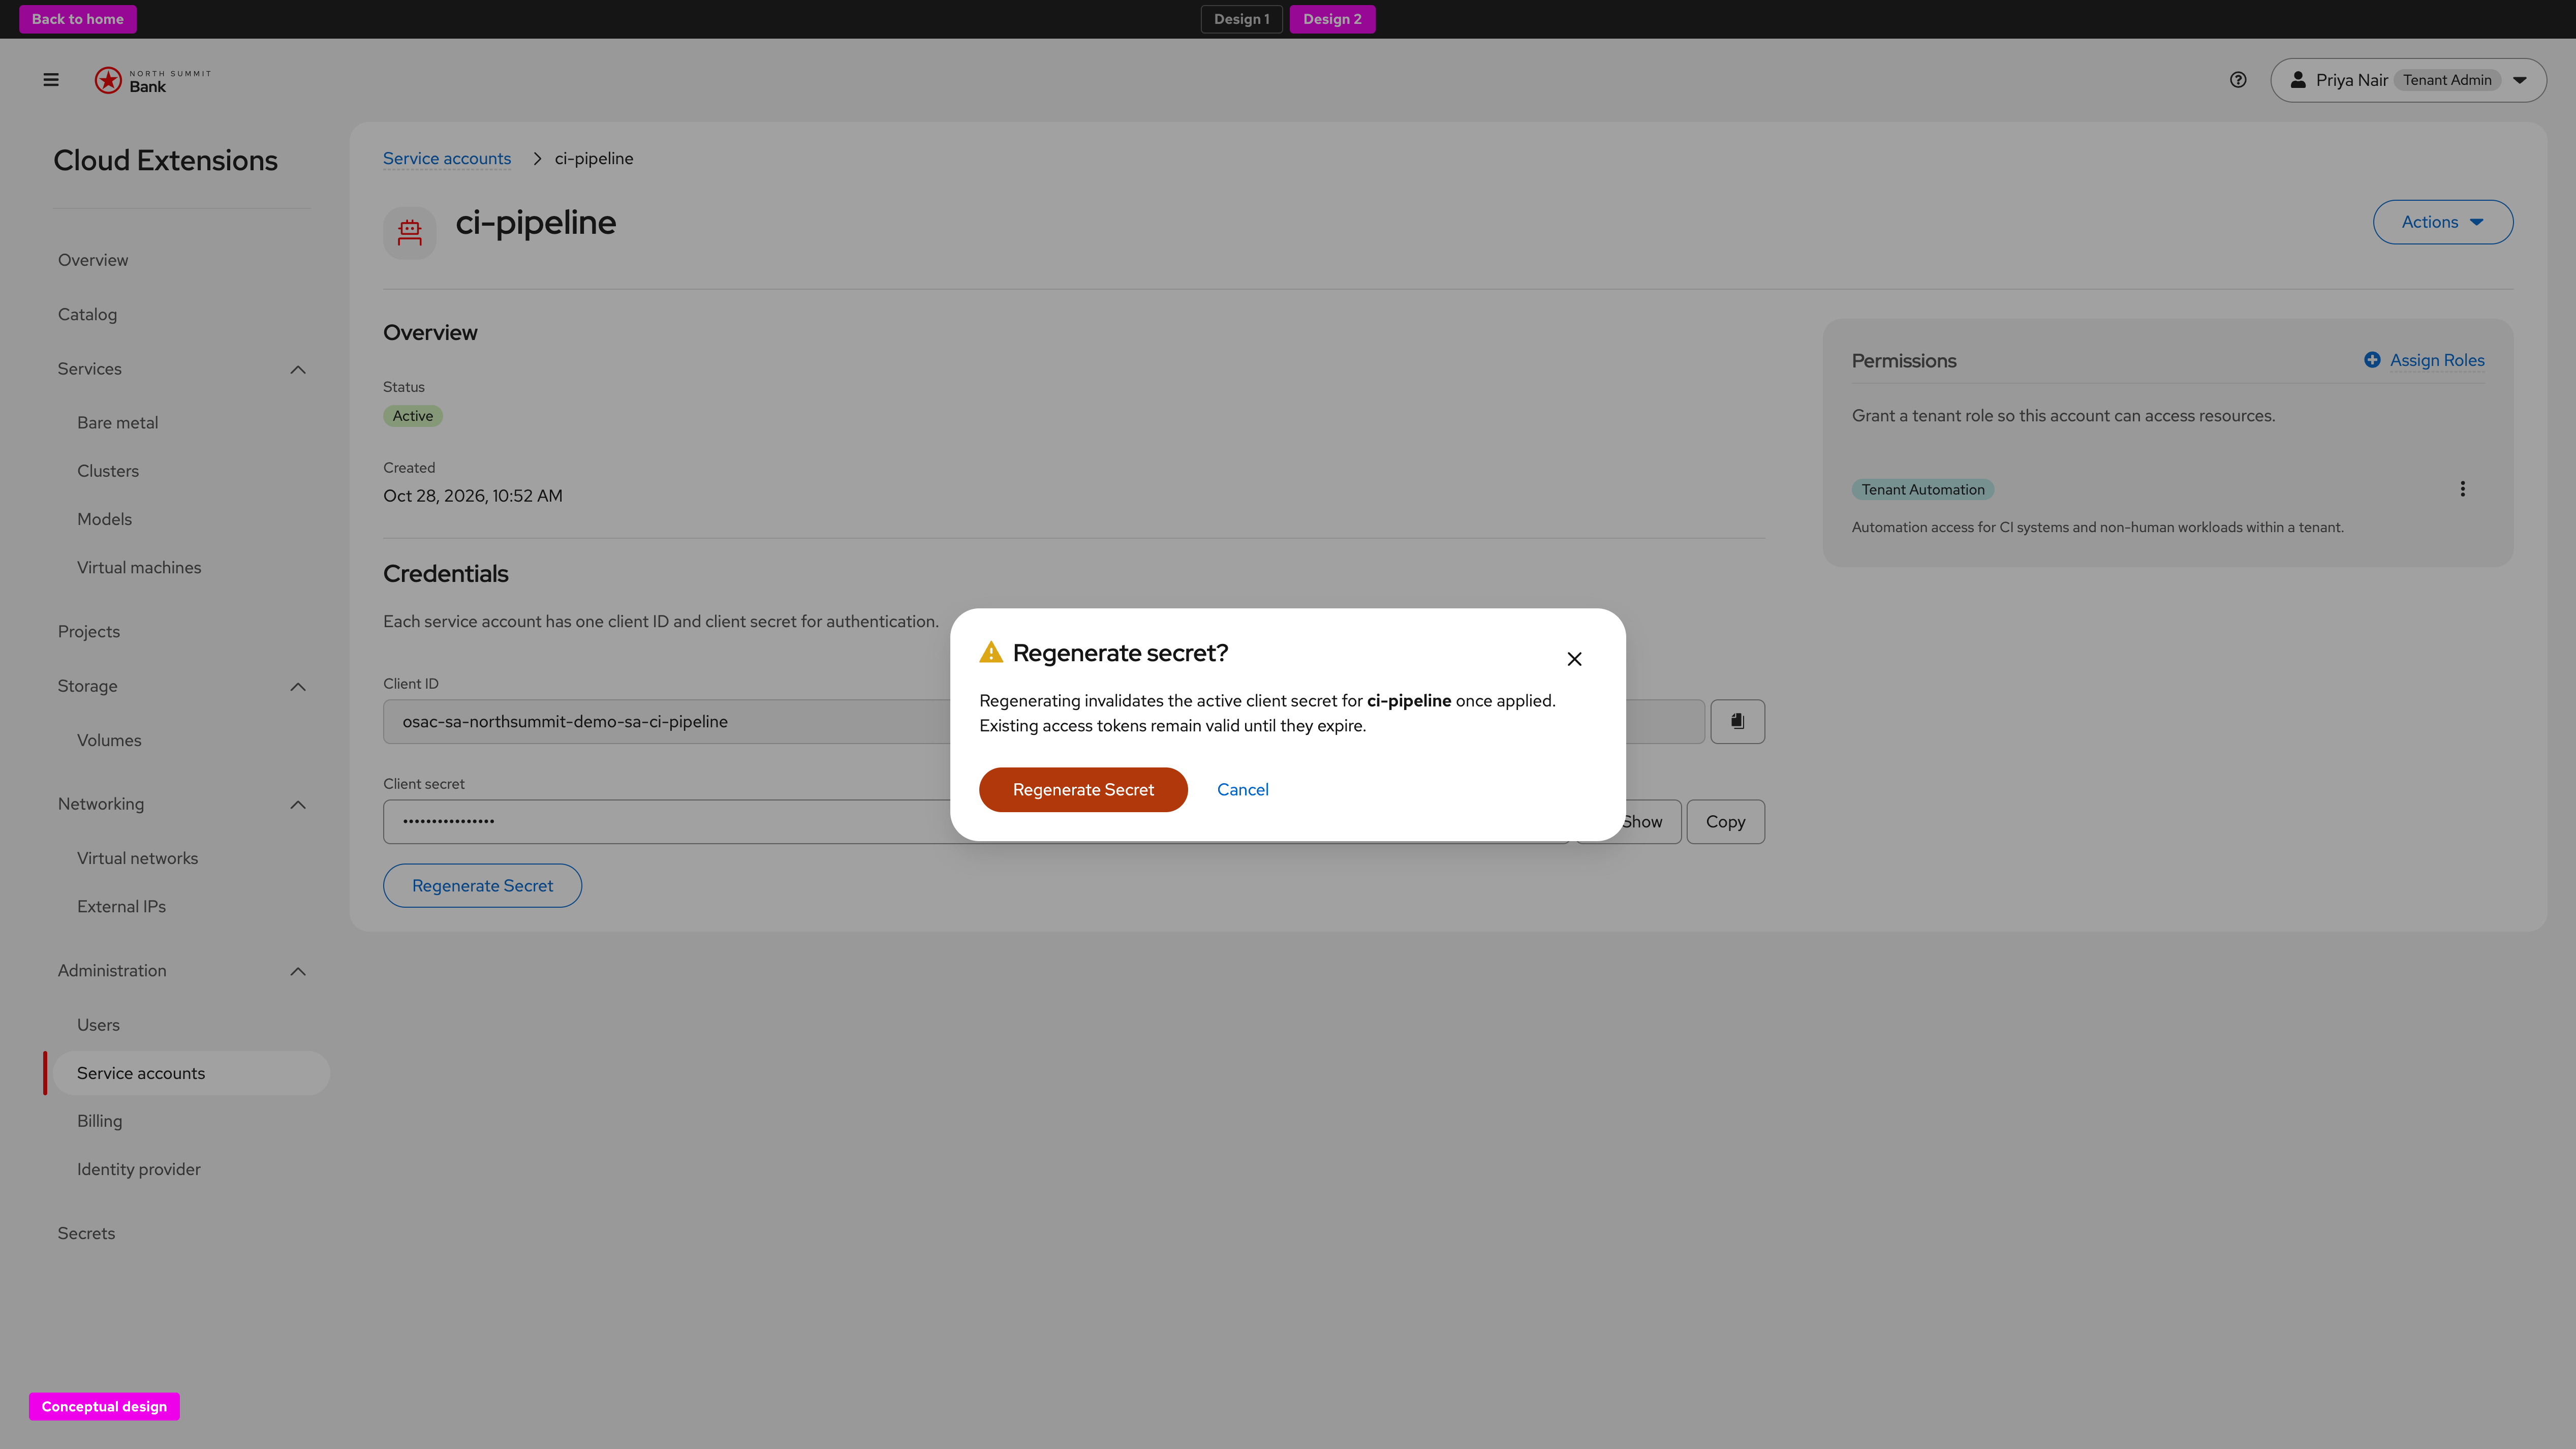 Back to home
Design 1
Design 2
NORTH SUMMIT
Bank
Priya Nair
Tenant Admin
Cloud Extensions
Overview
Catalog
Services
Bare metal
Clusters
Models
Virtual machines
Projects
Storage
Volumes
Networking
Virtual networks
External IPs
Administration
Users
Service accounts
Billing
Identity provider
Secrets
Conceptual design
Service accounts > ci-pipeline
ci-pipeline
Actions
Overview
Status
Active
Created
Oct 28, 2026, 10:52 AM
Credentials
Each service account has one client ID and client secret for authentication.
Client ID
osac-sa-northsummit-demo-sa-ci-pipeline
Client secret
••••••••••••••••
Show
Copy
Regenerate Secret
Permissions
Assign Roles
Grant a tenant role so this account can access resources.
Tenant Automation
Automation access for CI systems and non-human workloads within a tenant.
Regenerate secret?
Regenerating invalidates the active client secret for ci-pipeline once applied.
Existing access tokens remain valid until they expire.
Regenerate Secret
Cancel